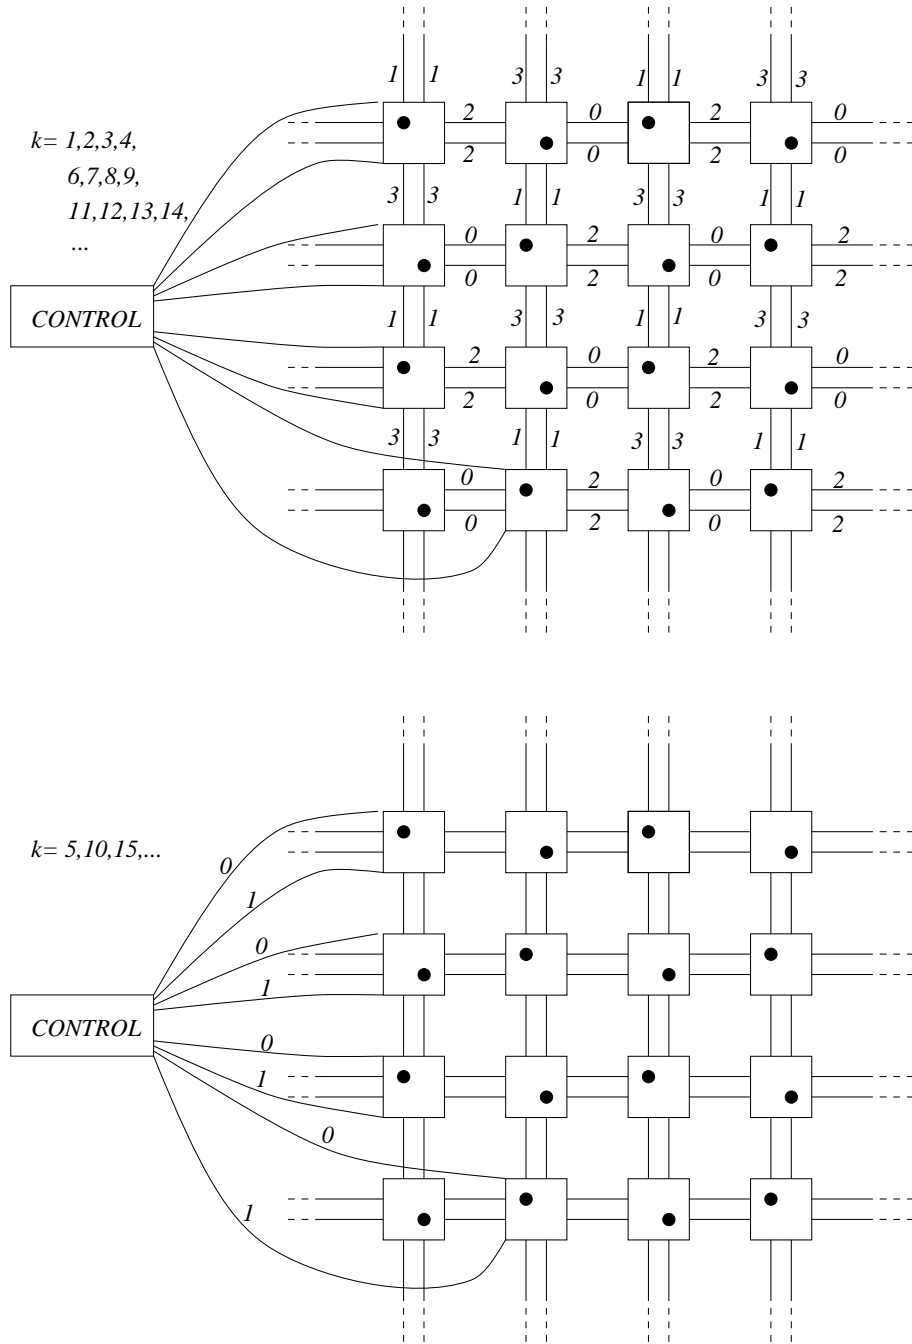 1 1 3 3 1 1 3 3
2 0 2 0
k= 1,2,3,4,
2 0 2 0
6,7,8,9,
3 3 1 1 3 3 1 1
11,12,13,14,
0 2 0 2
...
0 2 0 2
CONTROL
1 1 3 3 1 1 3 3
2 0 2 0
2 0 2 0
3 3 1 1 3 3 1 1
0 2 0 2
0 2 0 2
k= 5,10,15,...
0
1
0
1
CONTROL
0
1
0
1